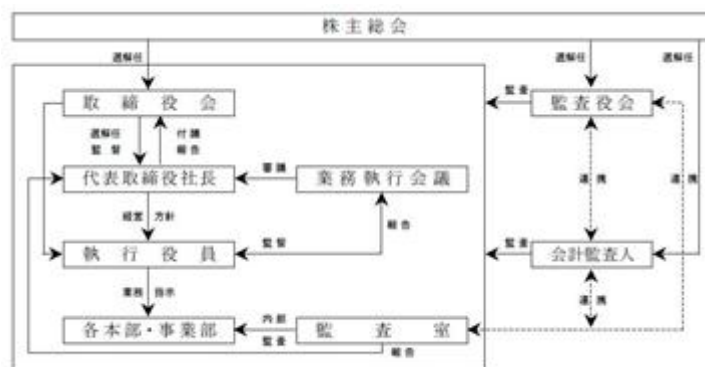 株主総会
選解任
選解任
選解任
取締役会
監査
監査役会
選解任
監督
付議
報告
代表取締役社長
審議
業務執行会議
連携
連携
経営
方針
報告
執行役員
監督
監査
会計監査人
業務
指示
連携
各本部・事業部
内部
監査
監査室
報告